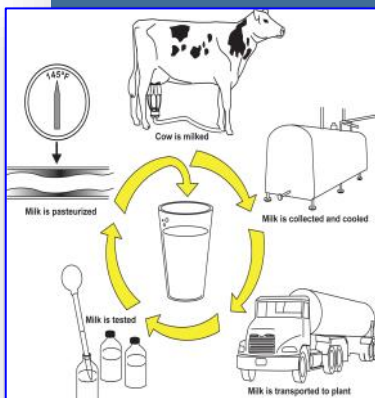 145°F
Cow is milked
Milk is collected and cooled
Milk is transported to plant
Milk is tested
Milk is pasteurized